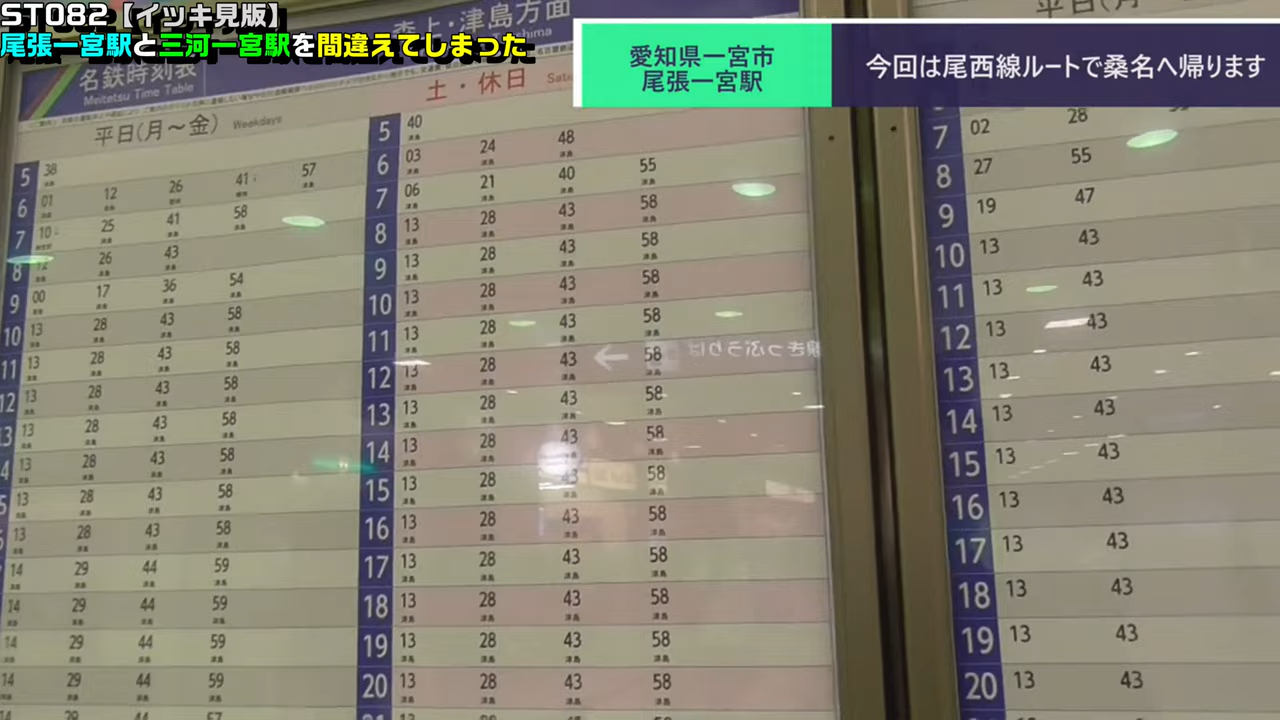 ST082【イッキ見版】
尾張一宮駅と三河一宮駅を間違えてしまった
愛知県一宮市
尾張一宮駅
今回は尾西線ルートで桑名へ帰ります
森上・津島方面
名鉄時刻表
Meitetsu Time Table
平日(月～金) Weekdays
5 38
6 01 12 26 41 57
7 10 25 41 58
8 12 26 43
9 00 17 36 54
10 13 28 43 58
11 13 28 43 58
12 13 28 43 58
13 28 43 58
13 28 43 58
13 28 43 58
13 28 43 58
14 29 44 59
14 29 44 59
14 29 44 59
14 29 44 59
土・休日
5 40
6 03 24 48
7 06 21 40 55
8 13 28 43 58
9 13 28 43 58
10 13 28 43 58
11 13 28 43 58
12 13 28 43 58
13 13 28 43 58
14 13 28 43 58
15 13 28 43 58
16 13 28 43 58
17 13 28 43 58
18 13 28 43 58
19 13 28 43 58
20 13 28 43 58
平日(月～
7 02 28
8 27 55
9 19 47
10 13 43
11 13 43
12 13 43
13 13 43
14 13 43
15 13 43
16 13 43
17 13 43
18 13 43
19 13 43
20 13 43